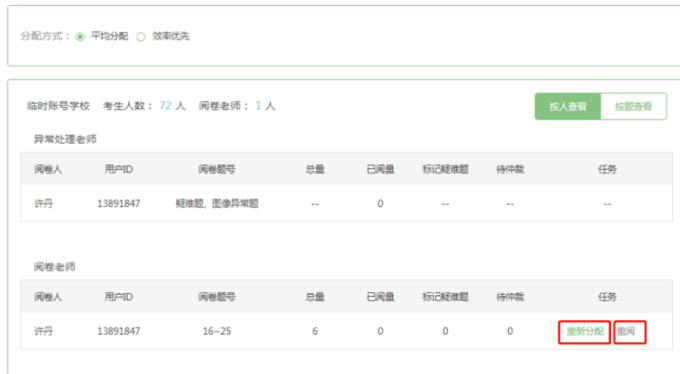 分配方式： 平均分配 效率优先
临时账号学校 考生人数： 72 人 阅卷老师： 1 人 按人查看 按题查看
异常处理老师
阅卷人 用户ID 阅卷题号 总量 已阅量 标记疑难题 待仲裁 任务
许丹 13891847 疑难题、图像异常题 -- 0 -- -- --
阅卷老师
阅卷人 用户ID 阅卷题号 总量 已阅量 标记疑难题 待仲裁 任务
许丹 13891847 16~25 6 0 0 0 重新分配 重阅